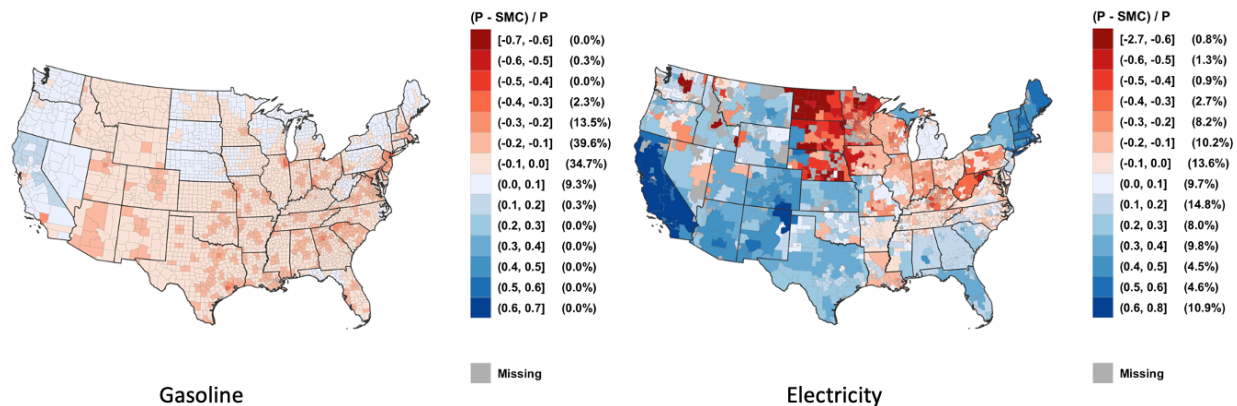 (P - SMC) / P
[-0.7, -0.6] (0.0%)
(-0.6, -0.5] (0.3%)
(-0.5, -0.4] (0.0%)
(-0.4, -0.3] (2.3%)
(-0.3, -0.2] (13.5%)
(-0.2, -0.1] (39.6%)
(-0.1, 0.0] (34.7%)
(0.0, 0.1] (9.3%)
(0.1, 0.2] (0.3%)
(0.2, 0.3] (0.0%)
(0.3, 0.4] (0.0%)
(0.4, 0.5] (0.0%)
(0.5, 0.6] (0.0%)
(0.6, 0.7] (0.0%)
Missing
Gasoline
(P - SMC) / P
[-2.7, -0.6] (0.8%)
(-0.6, -0.5] (1.3%)
(-0.5, -0.4] (0.9%)
(-0.4, -0.3] (2.7%)
(-0.3, -0.2] (8.2%)
(-0.2, -0.1] (10.2%)
(-0.1, 0.0] (13.6%)
(0.0, 0.1] (9.7%)
(0.1, 0.2] (14.8%)
(0.2, 0.3] (8.0%)
(0.3, 0.4] (9.8%)
(0.4, 0.5] (4.5%)
(0.5, 0.6] (4.6%)
(0.6, 0.8] (10.9%)
Missing
Electricity